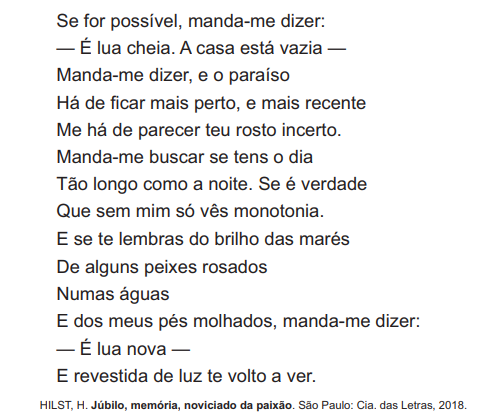 Se for possível, manda-me dizer:
— É lua cheia. A casa está vazia —
Manda-me dizer, e o paraíso
Há de ficar mais perto, e mais recente
Me há de parecer teu rosto incerto.
Manda-me buscar se tens o dia
Tão longo como a noite. Se é verdade
Que sem mim só vês monotonia.
E se te lembras do brilho das marés
De alguns peixes rosados
Numas águas
E dos meus pés molhados, manda-me dizer:
— É lua nova —
E revestida de luz te volto a ver.
HILST, H. Júbilo, memória, noviciado da paixão. São Paulo: Cia. das Letras, 2018.